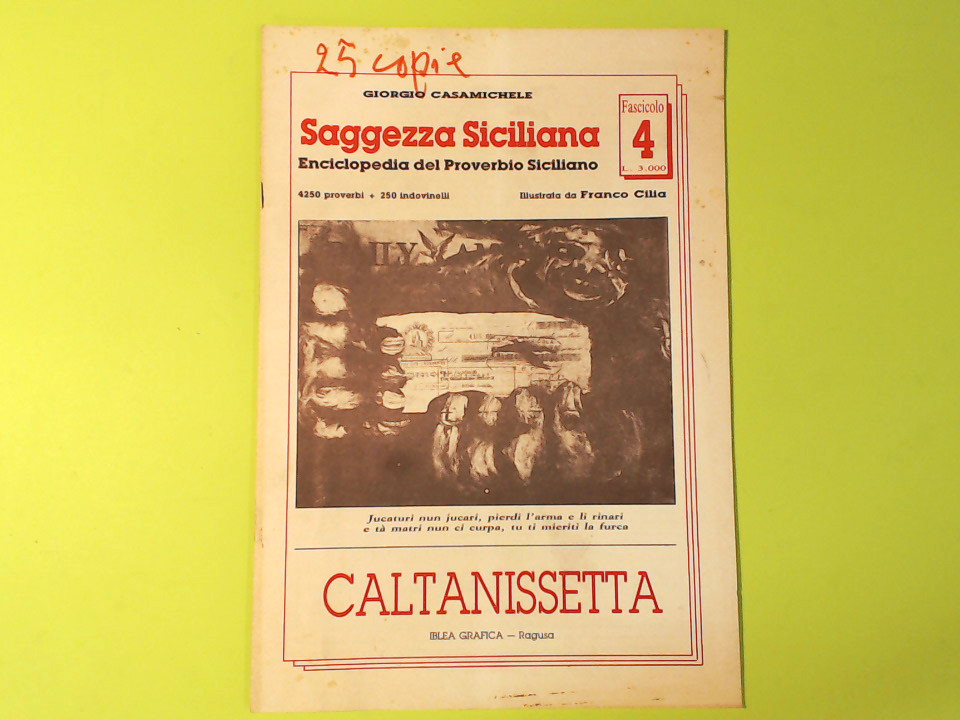 25 copie
GIORGIO CASAMICHELE
Saggezza Siciliana
Enciclopedia del Proverbio Siciliano
Fascicolo
4
L. 3.000
4250 proverbi + 250 indovinelli
Illustrata da Franco Cilia
Jucaturi nun jucari, pierdi l'arma e li rinari
e tà matri nun ci curpa, tu ti mieriti la furca
CALTANISSETTA
IBLEA GRAFICA — Ragusa